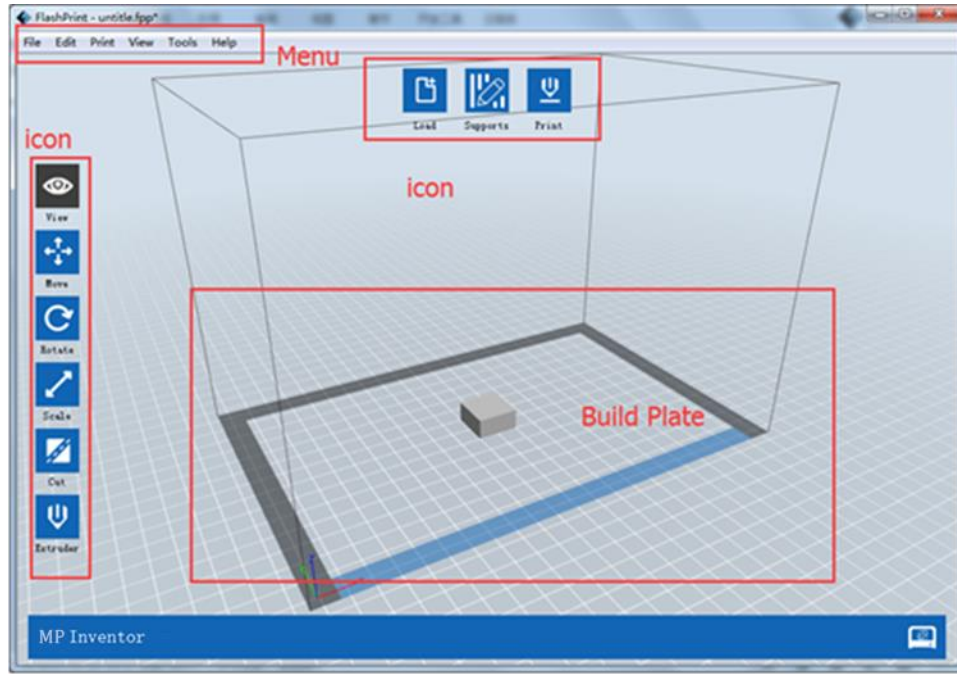 FlashPrint - untitle.fpp*
File Edit Print View Tools Help
Menu
Load Supports Print
icon
icon
View
Move
Rotate
Scale
Cut
Extruder
Build Plate
MP Inventor